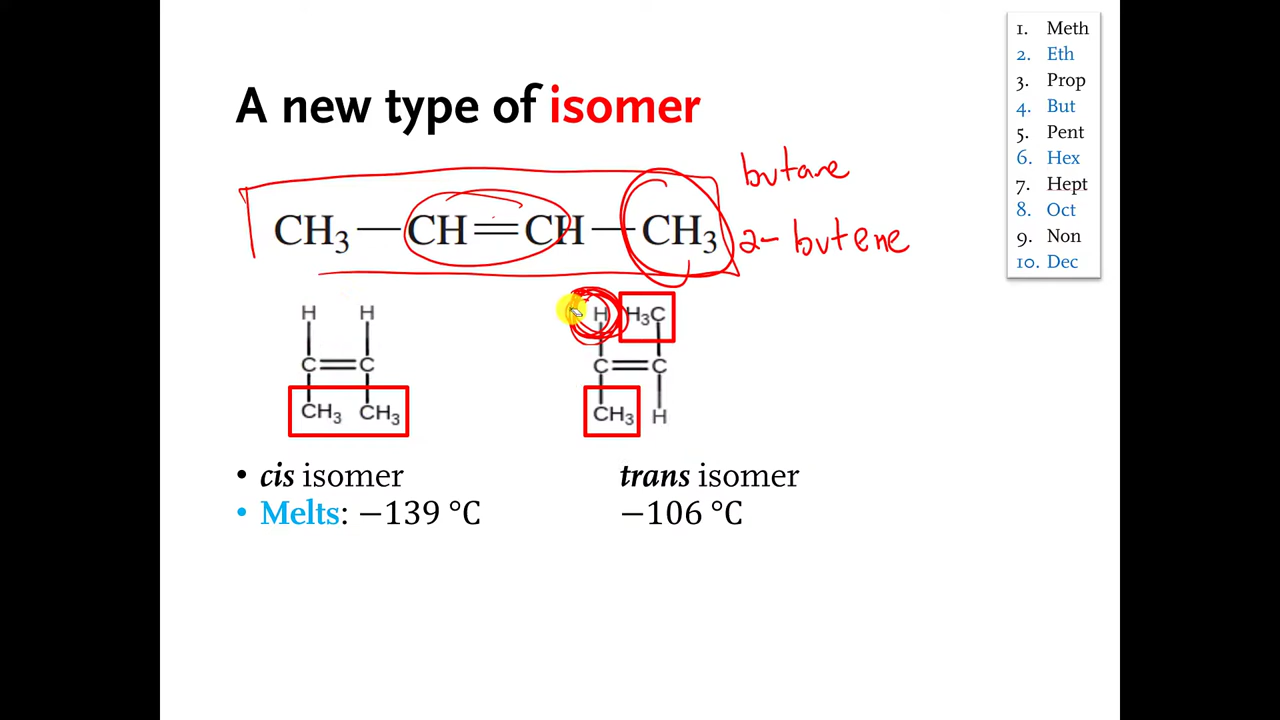 A new type of isomer
1. Meth
2. Eth
3. Prop
4. But
5. Pent
6. Hex
7. Hept
8. Oct
9. Non
10. Dec
butane
CH₃—CH=CH—CH₃
2-butene
H H
C=C
CH₃ CH₃
H H₃C
C=C
CH₃ H
• cis isomer
trans isomer
• Melts: −139 °C
−106 °C